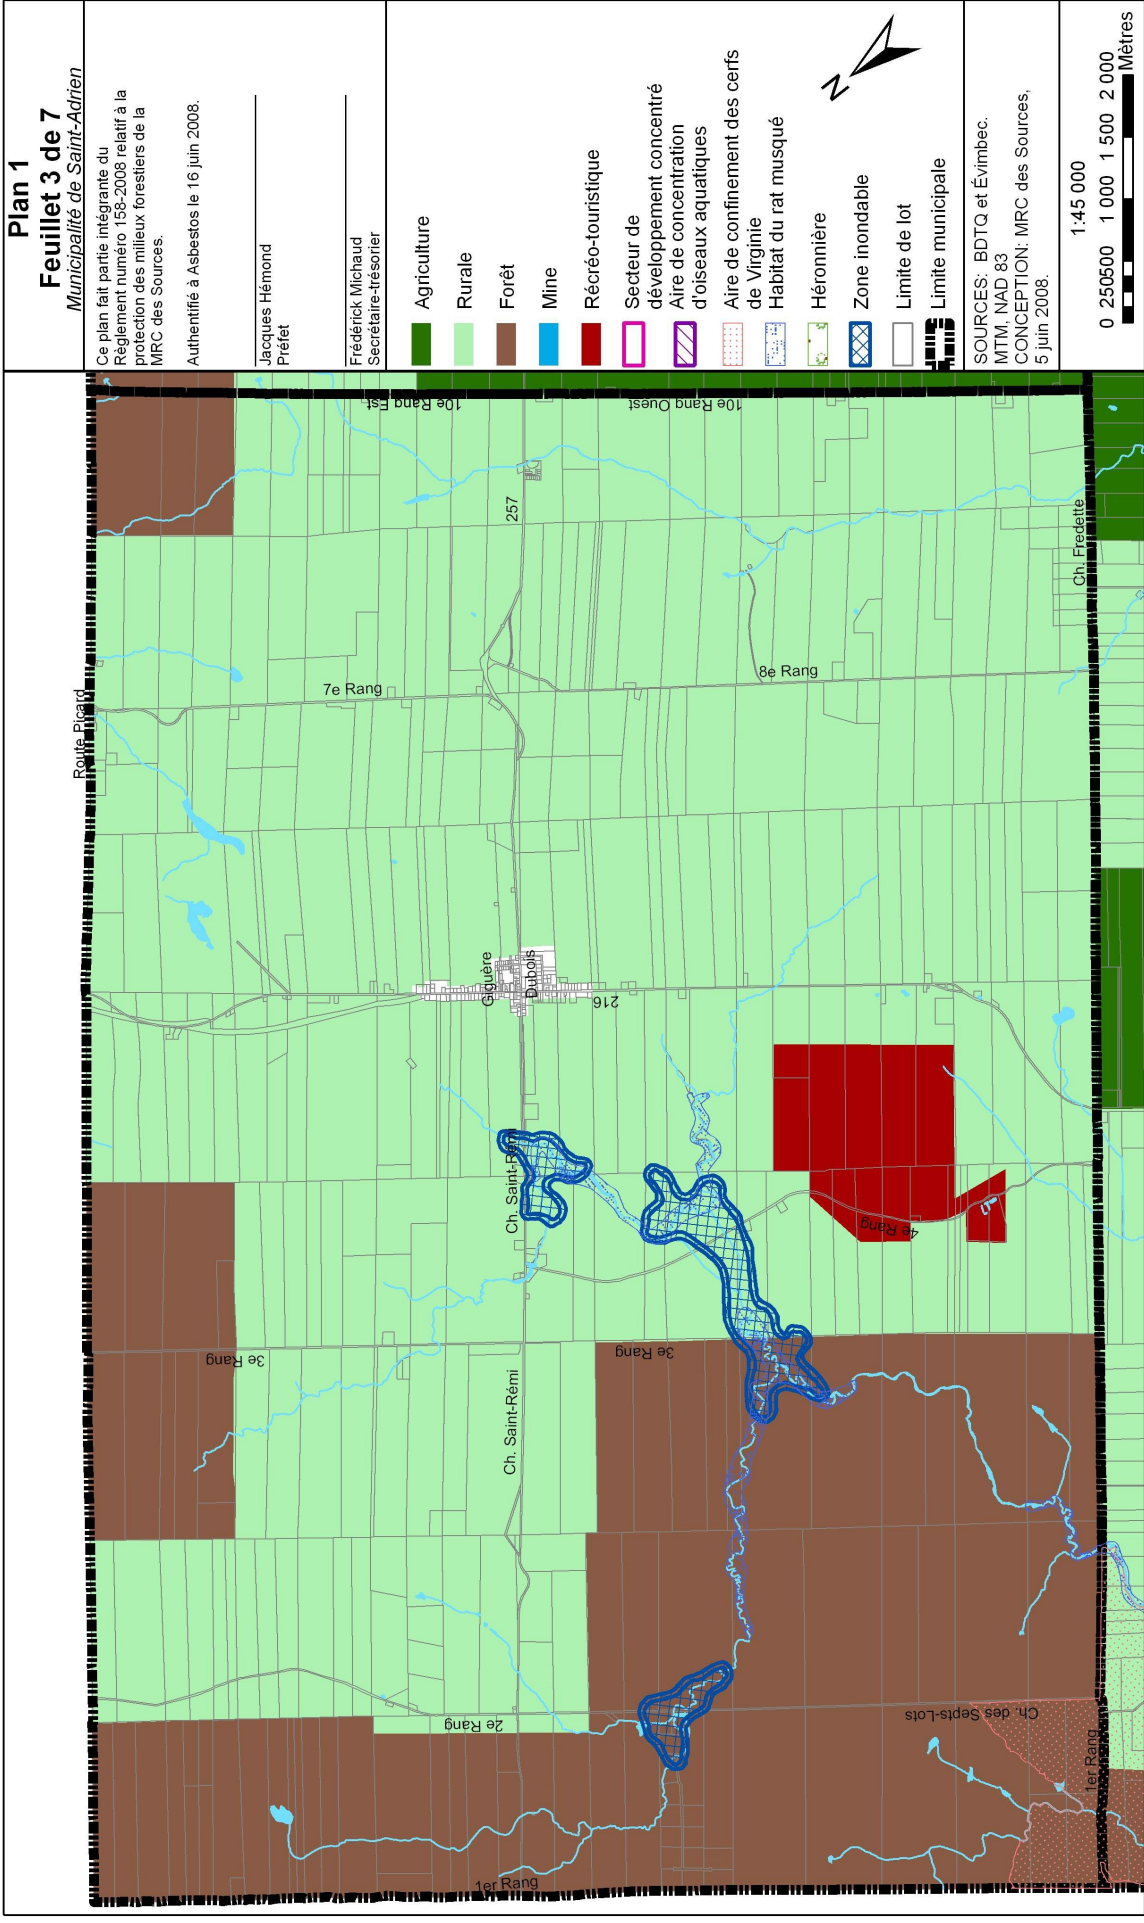 Plan 1
Feuillet 3 de 7
Municipalité de Saint-Adrien
Ce plan fait partie intégrante du
Règlement numéro 158-2008 relatif à la
protection des milieux forestiers de la
MRC des Sources.
Authentifié à Asbestos le 16 juin 2008.
Jacques Hémond
Préfet
Frédérick Michaud
Secrétaire-trésorier
Agriculture
Rurale
Forêt
Mine
Récréo-touristique
Secteur de
développement concentré
Aire de concentration
d'oiseaux aquatiques
Aire de confinement des cerfs
de Virginie
Habitat du rat musqué
Héronnière
Zone inondable
Limite de lot
Limite municipale
N
SOURCES: BDTQ et Évimbec.
MTM, NAD 83
CONCEPTION: MRC des Sources,
5 juin 2008.
1:45 000
0 250500 1 000 1 500 2 000
Mètres
Route Picard
10e Rang Est
10e Rang Ouest
257
Ch. Fredette
7e Rang
8e Rang
Giguère
Dubois
216
Ch. Saint-Rémi
4e Rang
3e Rang
3e Rang
Ch. Saint-Rémi
2e Rang
Ch. des Septs-Lots
1er Rang
1er Rang